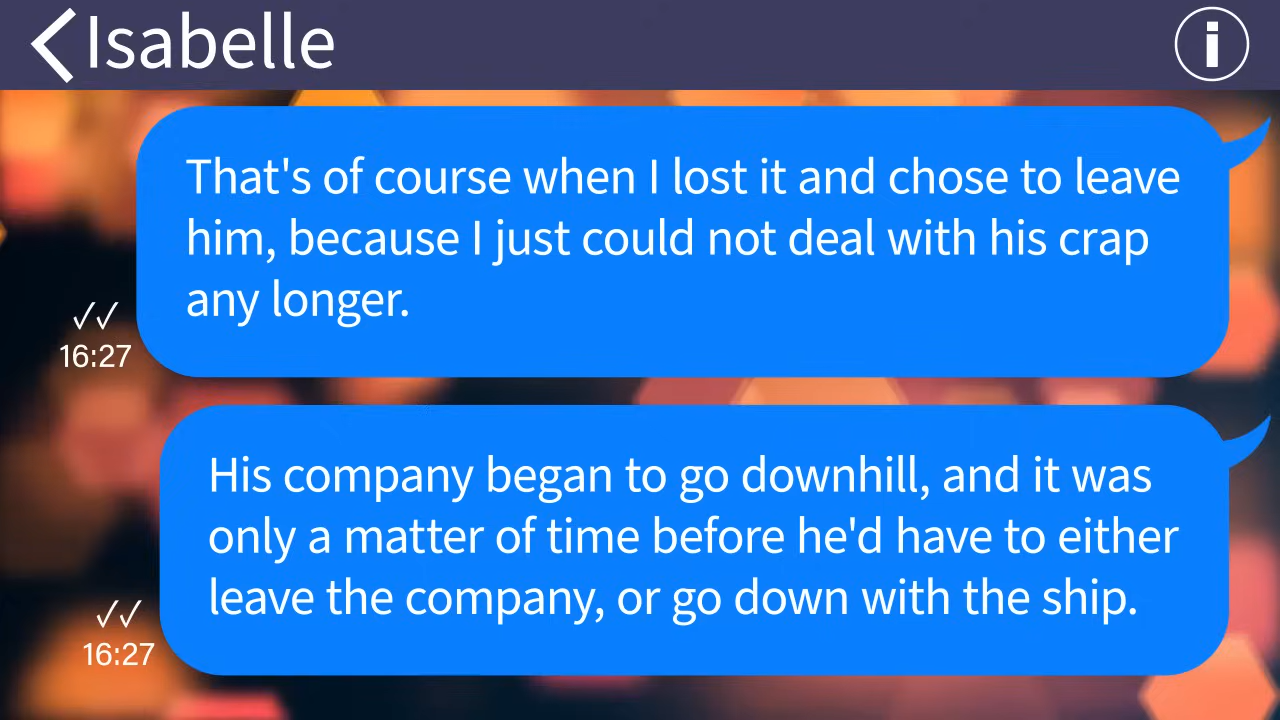 Isabelle
That's of course when I lost it and chose to leave
him, because I just could not deal with his crap
any longer.
16:27
His company began to go downhill, and it was
only a matter of time before he'd have to either
leave the company, or go down with the ship.
16:27